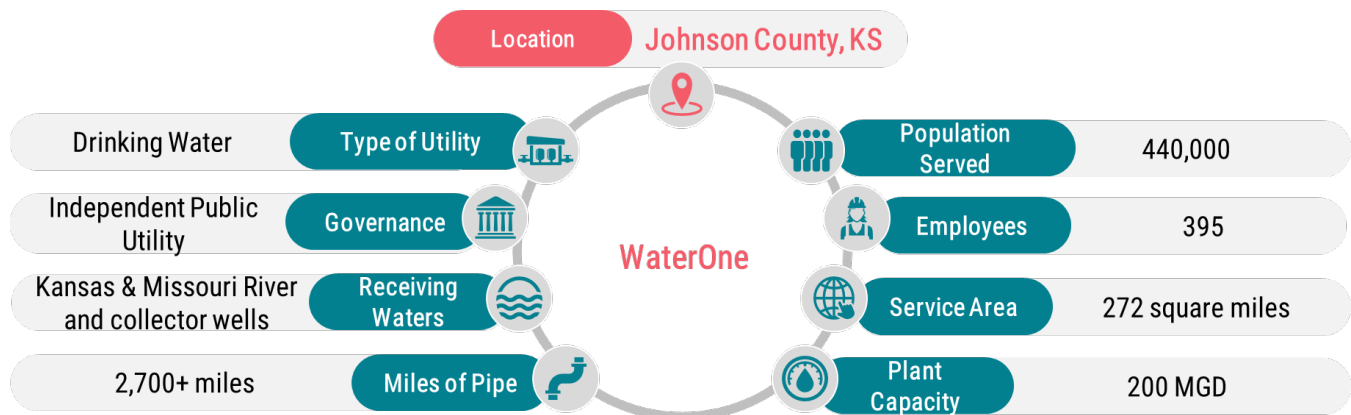 Location
Johnson County, KS
Drinking Water
Type of Utility
Population
Served
440,000
Independent Public
Utility
Governance
Employees
395
WaterOne
Kansas & Missouri River
and collector wells
Receiving
Waters
Service Area
272 square miles
2,700+ miles
Miles of Pipe
Plant
Capacity
200 MGD